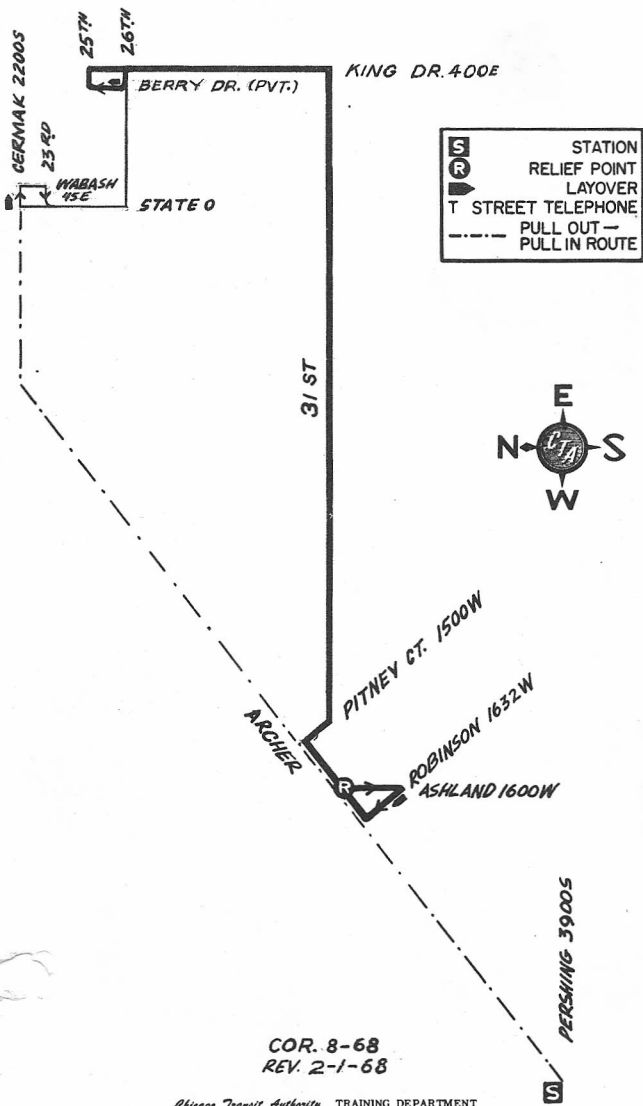 25TH
26TH
CERMAK 2200S
23 RD
WABASH
45E
STATE 0
BERRY DR. (PVT.)
KING DR. 400E
S STATION
R RELIEF POINT
LAYOVER
T STREET TELEPHONE
PULL OUT —
PULL IN ROUTE
31 ST
E
N CTA S
W
PITNEY CT. 1500W
ROBINSON 1632W
ARCHER
R
ASHLAND 1600W
PERSHING 3900S
COR. 8-68
REV. 2-1-68
S
Chicago Transit Authority TRAINING DEPARTMENT